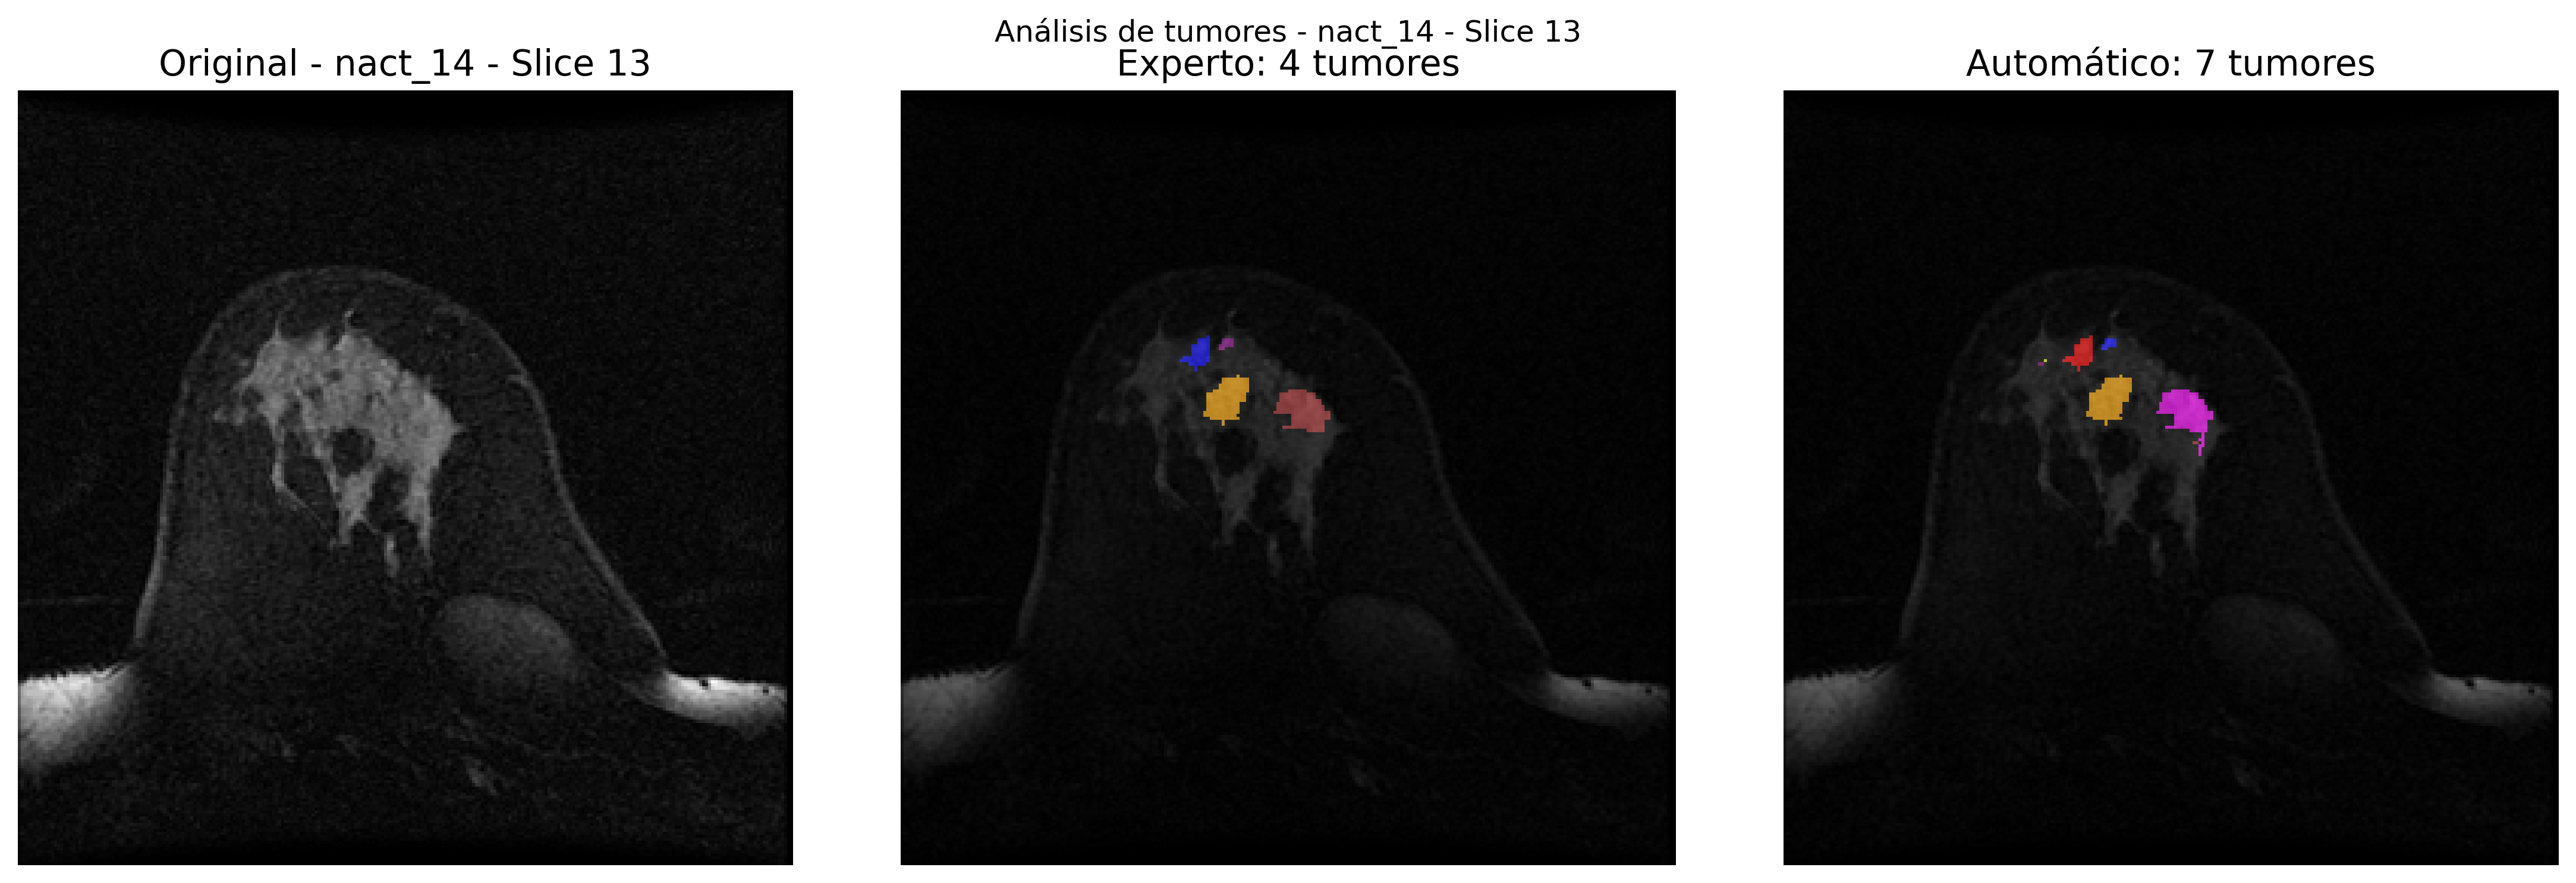 Análisis de tumores - nact_14 - Slice 13
Original - nact_14 - Slice 13
Experto: 4 tumores
Automático: 7 tumores